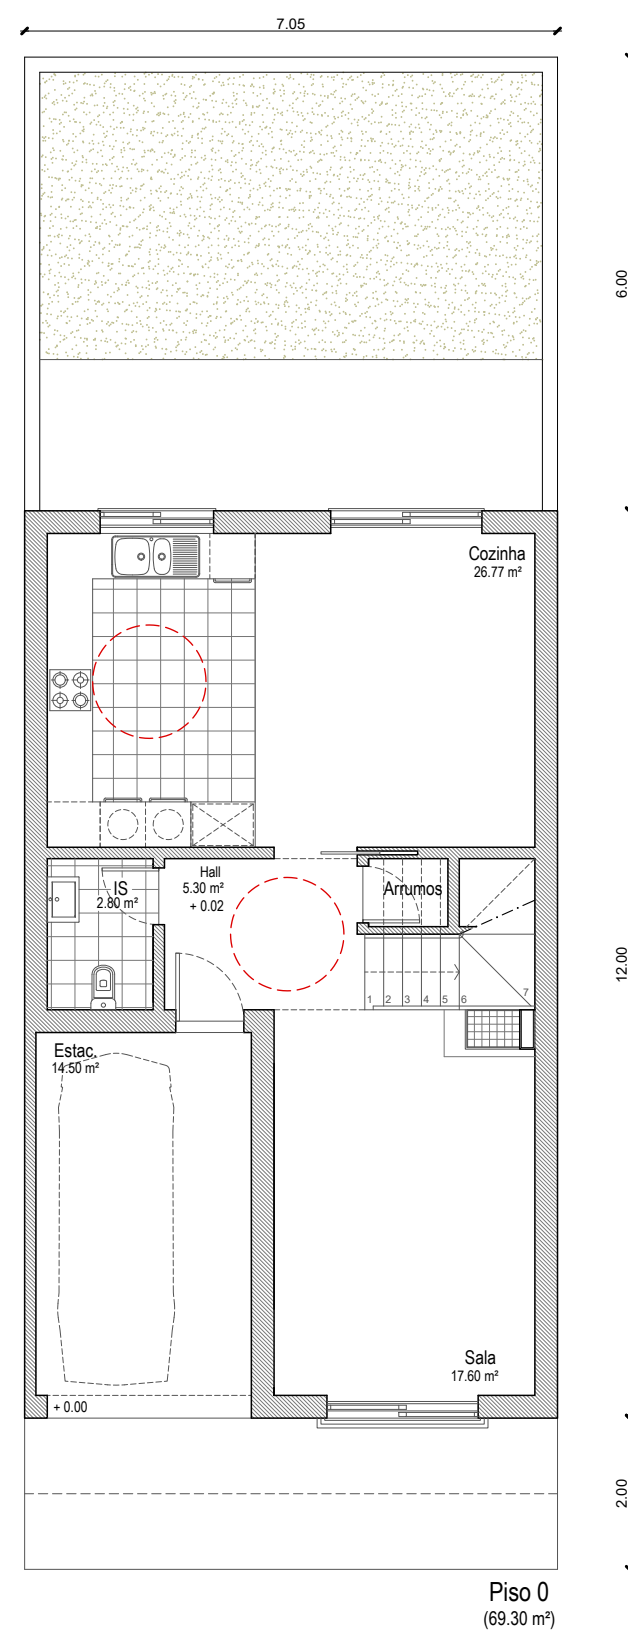 7.05
6.00
Cozinha
26.77 m²
Hall
5.30 m²
+ 0.02
IS
2.80 m²
Arrumos
12.00
1 2 3 4 5 6 7
Estac.
14.50 m²
Sala
17.60 m²
+ 0.00
2.00
Piso 0
(69.30 m²)